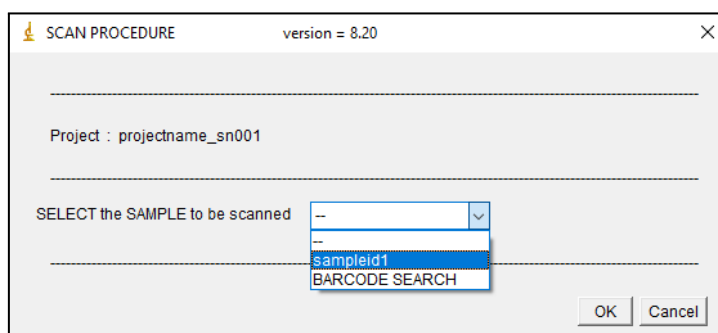 SCAN PROCEDURE version = 8.20
Project : projectname_sn001
SELECT the SAMPLE to be scanned --
--
sampleid1
BARCODE SEARCH
OK Cancel